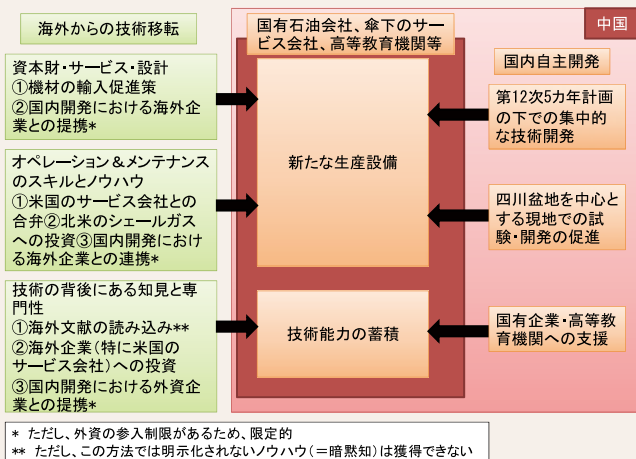 海外からの技術移転
国有石油会社、傘下のサー
ビス会社、高等教育機関等
中国
資本財・サービス・設計
①機材の輸入促進策
②国内開発における海外企
業との提携*
オペレーション＆メンテナンス
のスキルとノウハウ
①米国のサービス会社との
合弁②北米のシェールガス
への投資③国内開発におけ
る海外企業との連携*
技術の背後にある知見と専
門性
①海外文献の読み込み**
②海外企業(特に米国の
サービス会社)への投資
③国内開発における外資企
業との提携*
新たな生産設備
技術能力の蓄積
国内自主開発
第12次5カ年計画
の下での集中的
な技術開発
四川盆地を中心と
する現地での試
験・開発の促進
国有企業・高等教
育機関への支援
* ただし、外資の参入制限があるため、限定的
** ただし、この方法では明示化されないノウハウ(=暗黙知)は獲得できない